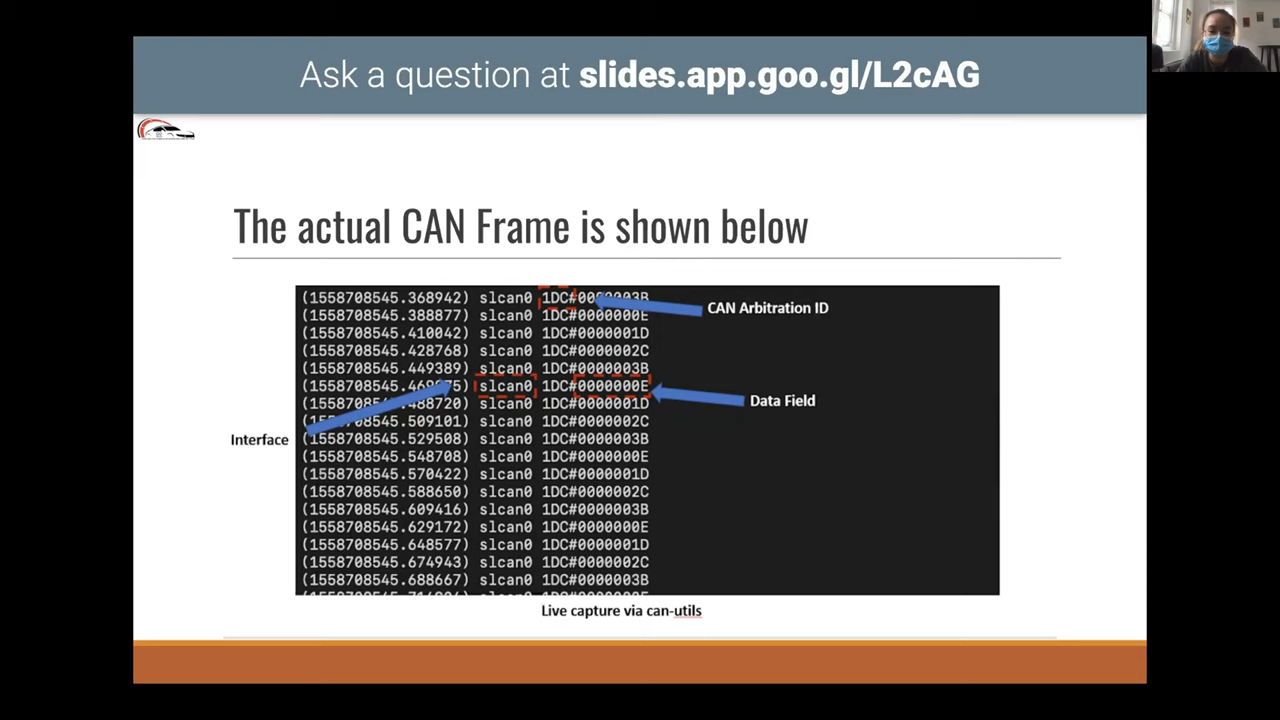 Ask a question at slides.app.goo.gl/L2cAG
The actual CAN Frame is shown below
(1558708545.368942) slcan0 1DC#0000003B
CAN Arbitration ID
(1558708545.388877) slcan0 1DC#0000000E
(1558708545.410042) slcan0 1DC#0000001D
(1558708545.428768) slcan0 1DC#0000002C
(1558708545.449389) slcan0 1DC#0000003B
slcan0 1DC#0000000E
Data Field
slcan0 1DC#0000001D
(1558708545.509101) slcan0 1DC#0000002C
Interface
(1558708545.529508) slcan0 1DC#0000003B
(1558708545.548708) slcan0 1DC#0000000E
(1558708545.570422) slcan0 1DC#0000001D
(1558708545.588650) slcan0 1DC#0000002C
(1558708545.609416) slcan0 1DC#0000003B
(1558708545.629172) slcan0 1DC#0000000E
(1558708545.648577) slcan0 1DC#0000001D
(1558708545.674943) slcan0 1DC#0000002C
(1558708545.688667) slcan0 1DC#0000003B
Live capture via can-utils